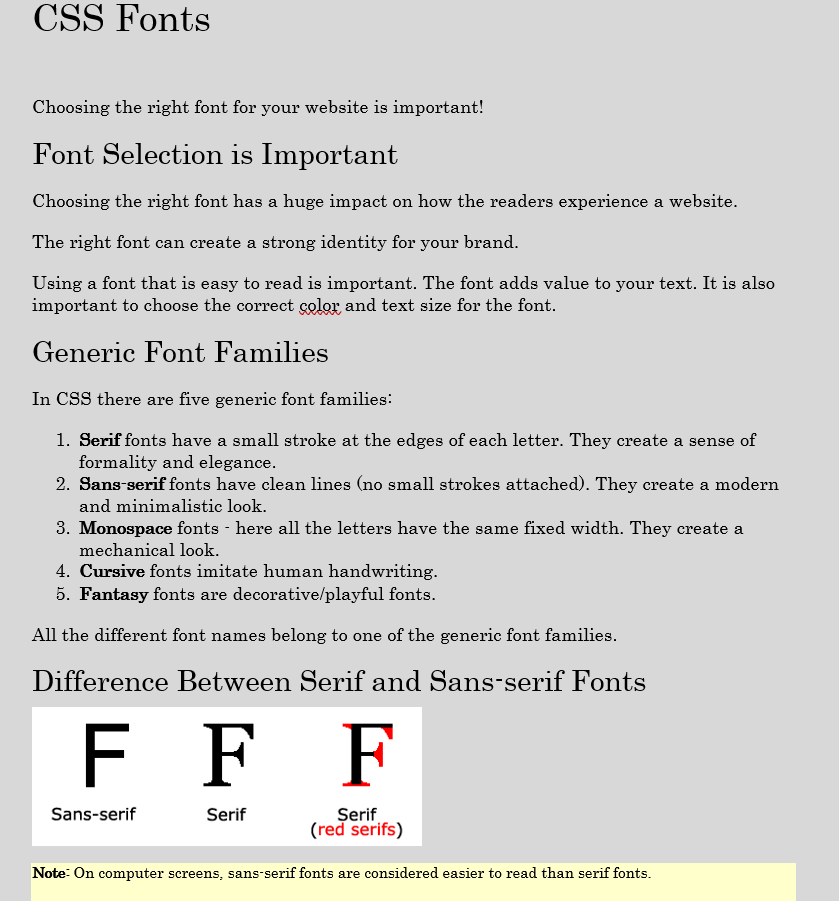 CSS Fonts
Choosing the right font for your website is important!
Font Selection is Important
Choosing the right font has a huge impact on how the readers experience a website.
The right font can create a strong identity for your brand.
Using a font that is easy to read is important. The font adds value to your text. It is also
important to choose the correct color and text size for the font.
Generic Font Families
In CSS there are five generic font families:
1. Serif fonts have a small stroke at the edges of each letter. They create a sense of
formality and elegance.
2. Sans-serif fonts have clean lines (no small strokes attached). They create a modern
and minimalistic look.
3. Monospace fonts - here all the letters have the same fixed width. They create a
mechanical look.
4. Cursive fonts imitate human handwriting.
5. Fantasy fonts are decorative/playful fonts.
All the different font names belong to one of the generic font families.
Difference Between Serif and Sans-serif Fonts
F F F
Sans-serif Serif Serif
(red serifs)
Note: On computer screens, sans-serif fonts are considered easier to read than serif fonts.